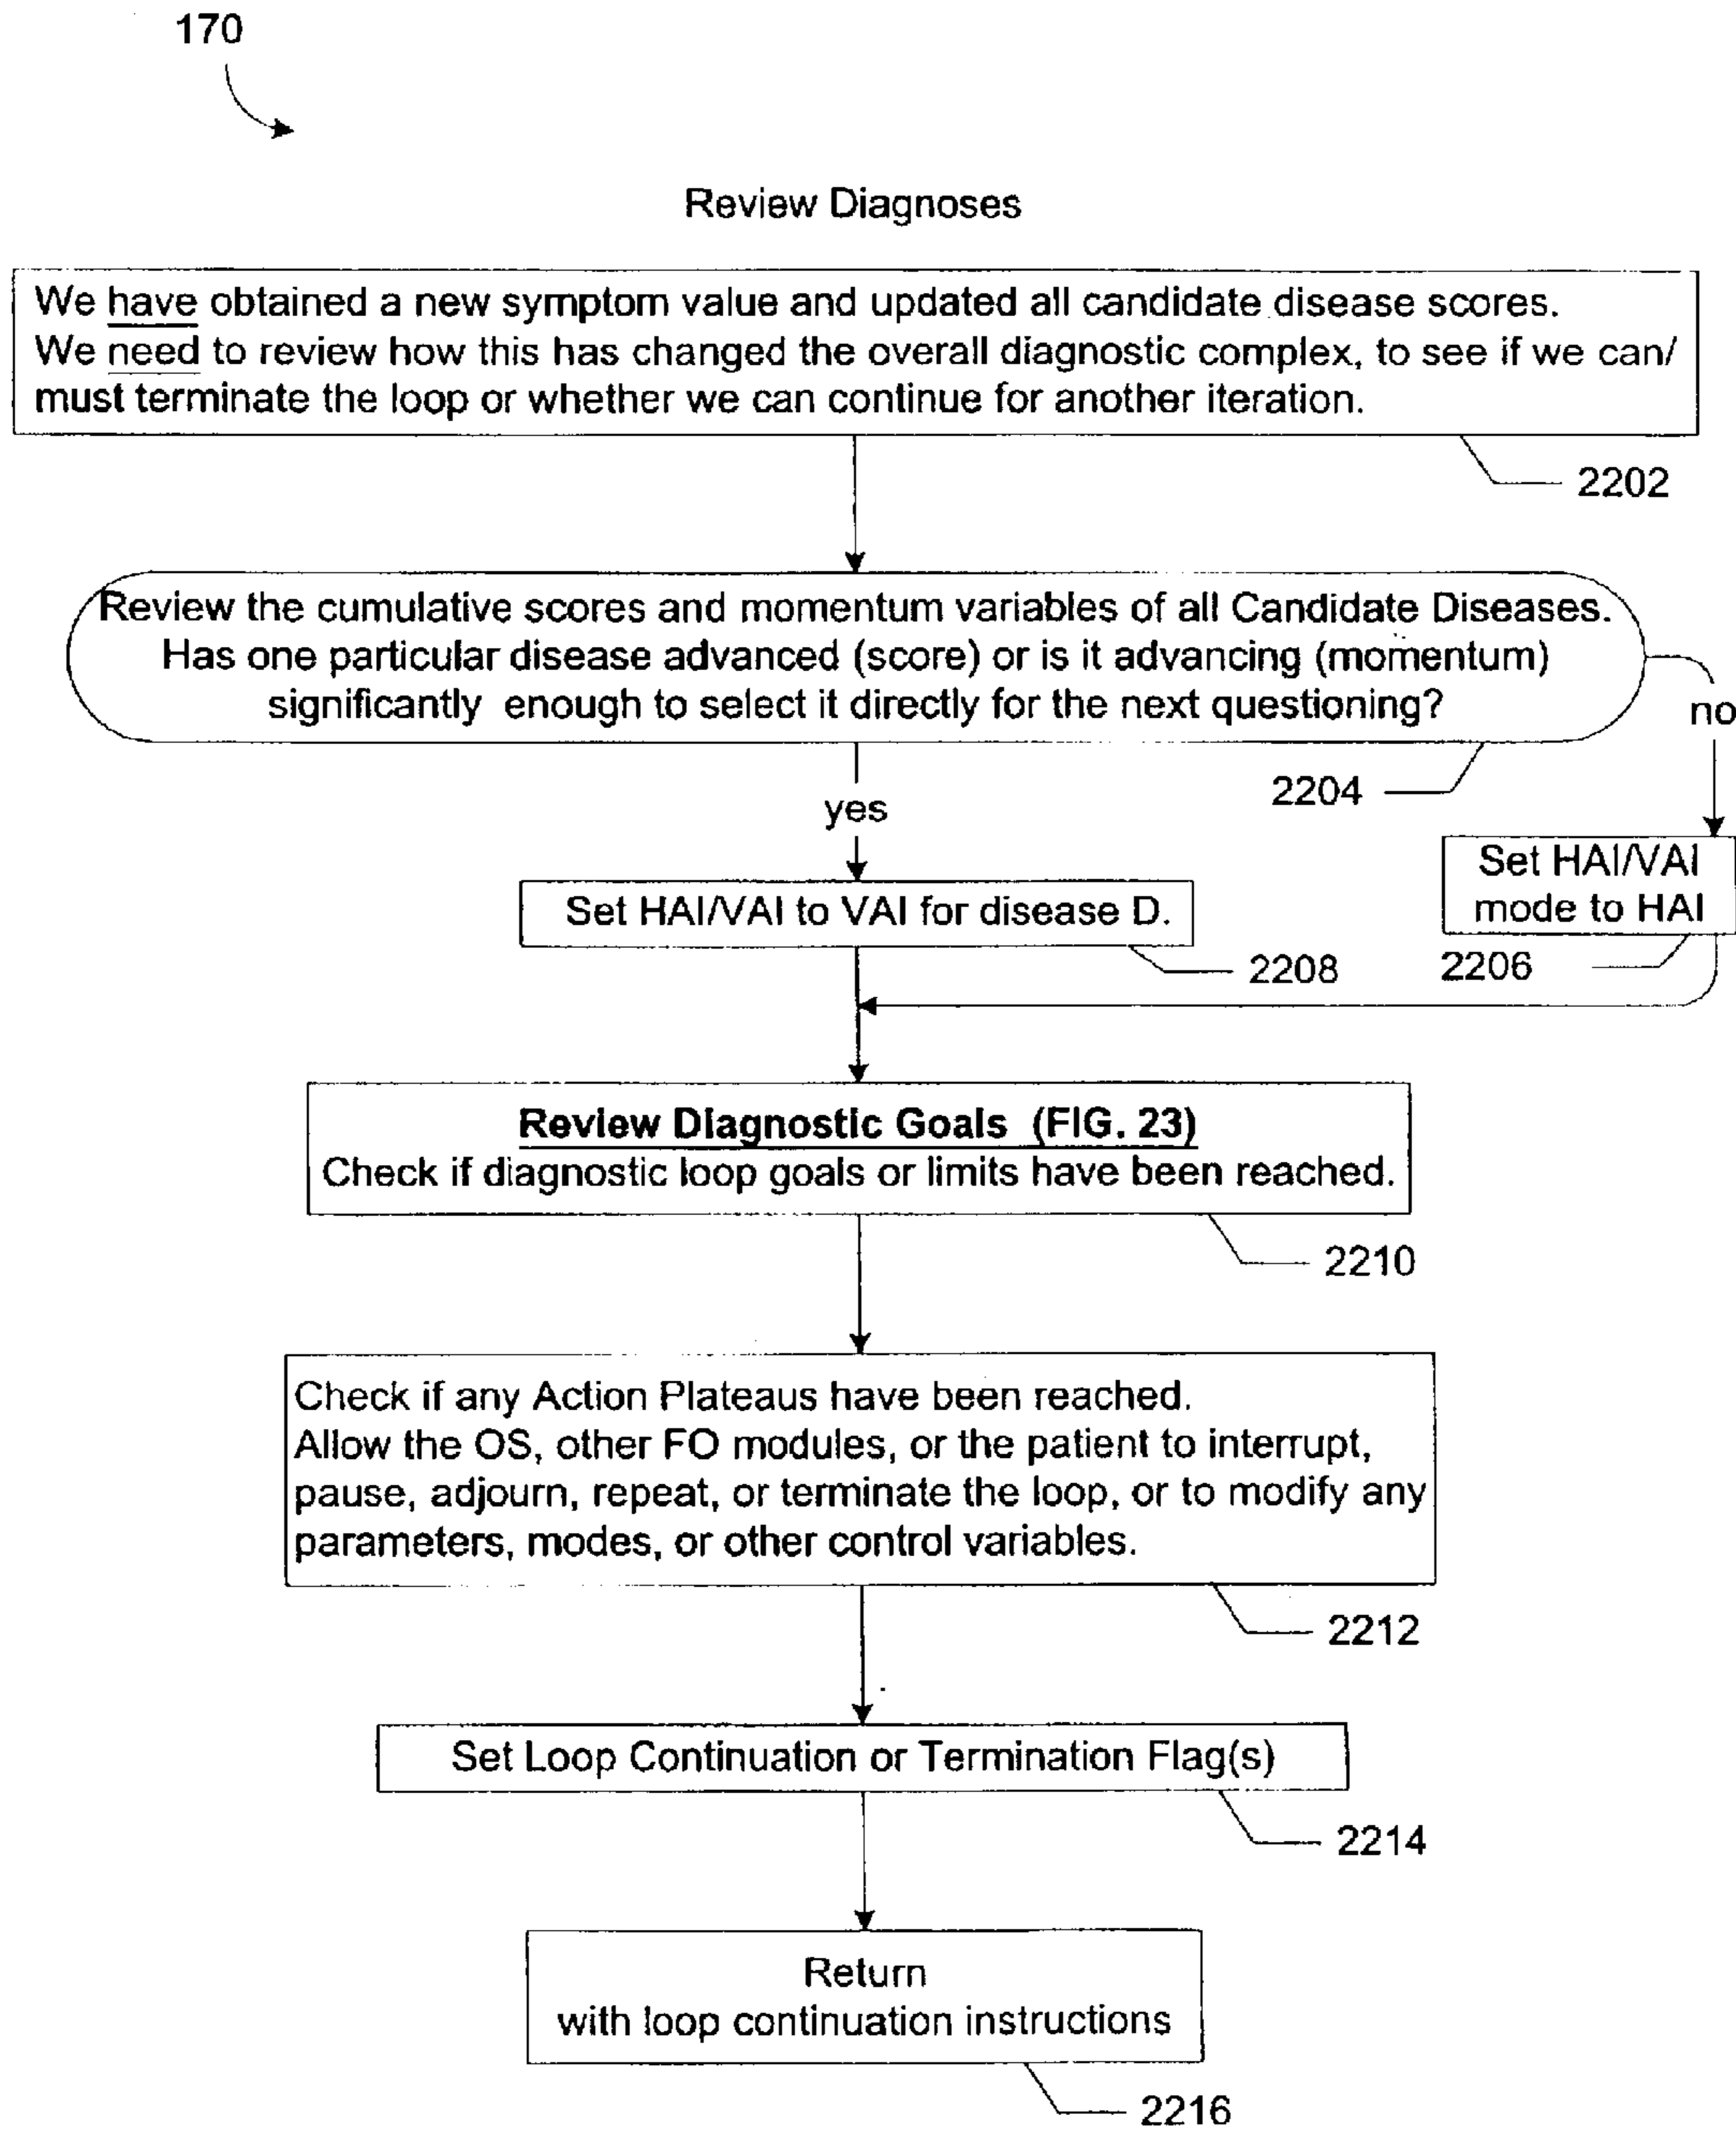 170
Review Diagnoses
We have obtained a new symptom value and updated all candidate disease scores.
We need to review how this has changed the overall diagnostic complex, to see if we can/
must terminate the loop or whether we can continue for another iteration.
2202
Review the cumulative scores and momentum variables of all Candidate Diseases.
Has one particular disease advanced (score) or is it advancing (momentum)
significantly enough to select it directly for the next questioning?
no
2204
yes
Set HAI/VAI
mode to HAI
Set HAI/VAI to VAI for disease D.
2208
2206
Review Diagnostic Goals (FIG. 23)
Check if diagnostic loop goals or limits have been reached.
2210
Check if any Action Plateaus have been reached.
Allow the OS, other FO modules, or the patient to interrupt,
pause, adjourn, repeat, or terminate the loop, or to modify any
parameters, modes, or other control variables.
2212
Set Loop Continuation or Termination Flag(s)
2214
Return
with loop continuation instructions
2216